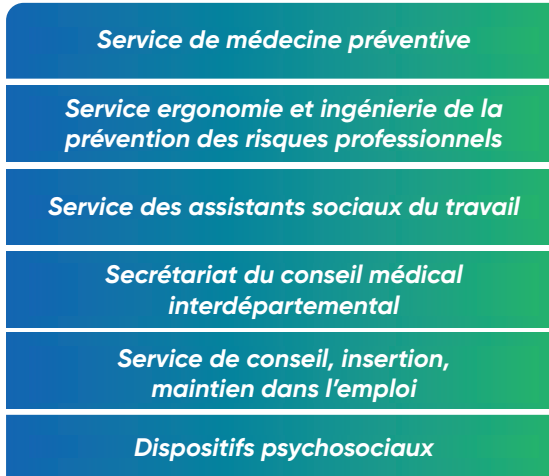 Service de médecine préventive
Service ergonomie et ingénierie de la
prévention des risques professionnels
Service des assistants sociaux du travail
Secrétariat du conseil médical
interdépartemental
Service de conseil, insertion,
maintien dans l'emploi
Dispositifs psychosociaux